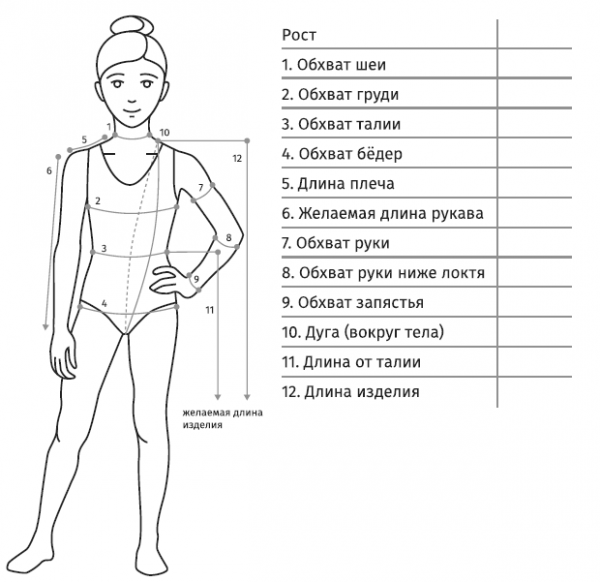 Рост
1. Обхват шеи
2. Обхват груди
3. Обхват талии
4. Обхват бёдер
5. Длина плеча
6. Желаемая длина рукава
7. Обхват руки
8. Обхват руки ниже локтя
9. Обхват запястья
10. Дуга (вокруг тела)
11. Длина от талии
12. Длина изделия
1
10
5
12
6
7
2
8
3
9
4
11
желаемая длина
изделия